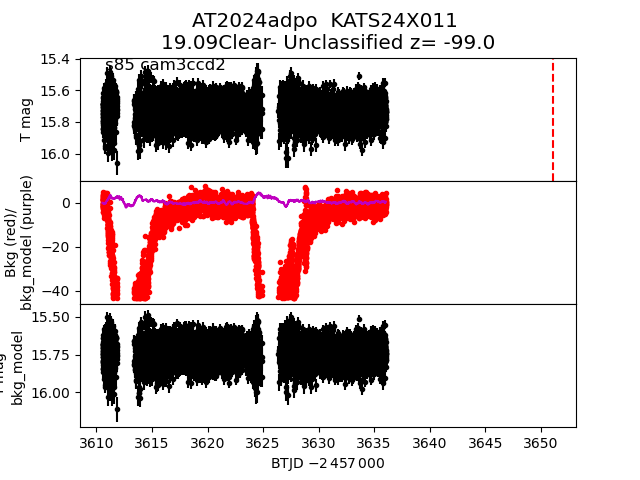 AT2024adpo  KATS24X011
19.09Clear- Unclassified z= -99.0
s85 cam3ccd2
T mag
15.4
15.6
15.8
16.0
Bkg (red)/
bkg_model (purple)
0
−20
−40
bkg_model
15.50
15.75
16.00
3610 3615 3620 3625 3630 3635 3640 3645 3650
BTJD −2 457 000